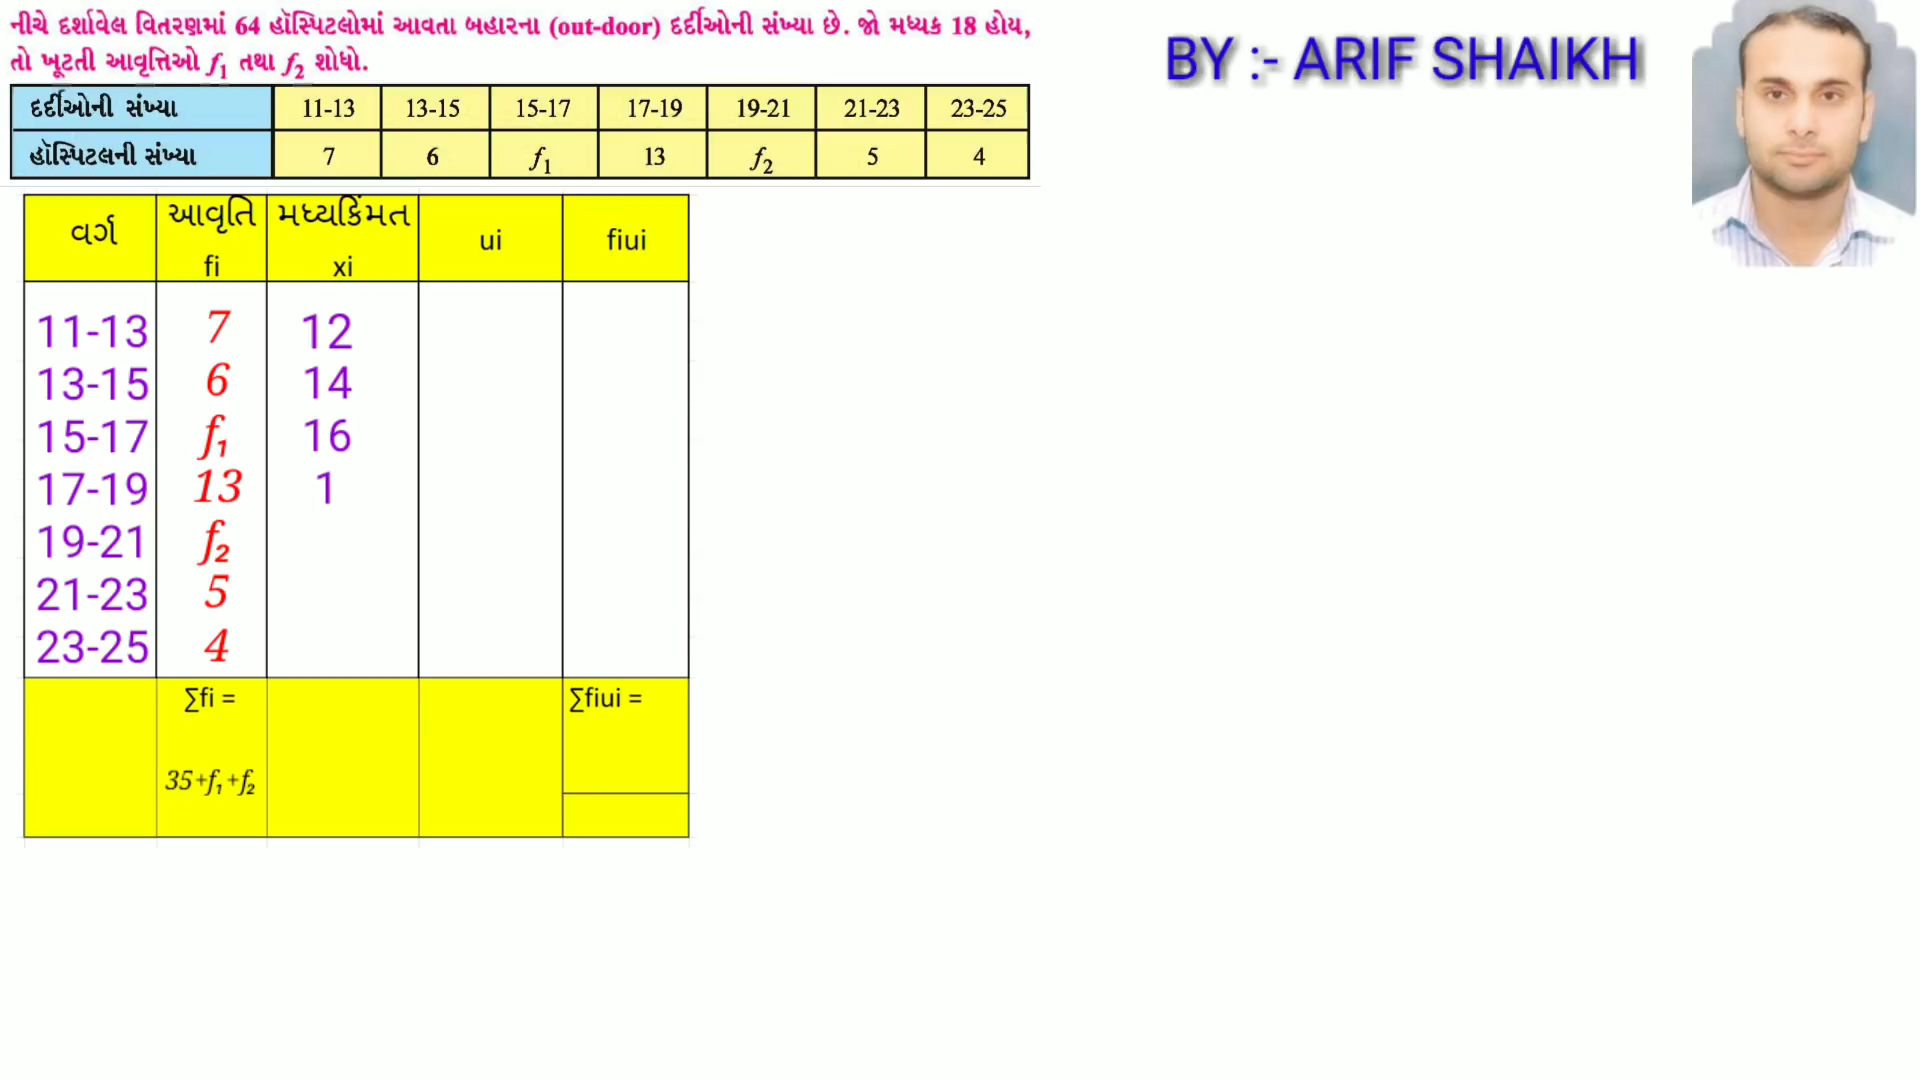 નીચે દર્શાવેલ વિતરણમાં 64 હૉસ્પિટલોમાં આવતા બહારના (out-door) દર્દીઓની સંખ્યા છે. જો મધ્યક 18 હોય,
તો ખૂટતી આવૃત્તિઓ f₁ તથા f₂ શોધો.
BY :- ARIF SHAIKH
દર્દીઓની સંખ્યા 11-13 13-15 15-17 17-19 19-21 21-23 23-25
હૉસ્પિટલની સંખ્યા 7 6 f₁ 13 f₂ 5 4
વર્ગ આવૃતિ fi મધ્યકિંમત xi ui fiui
11-13 7 12
13-15 6 14
15-17 f₁ 16
17-19 13 1
19-21 f₂
21-23 5
23-25 4
∑fi = ∑fiui =
35+f₁+f₂